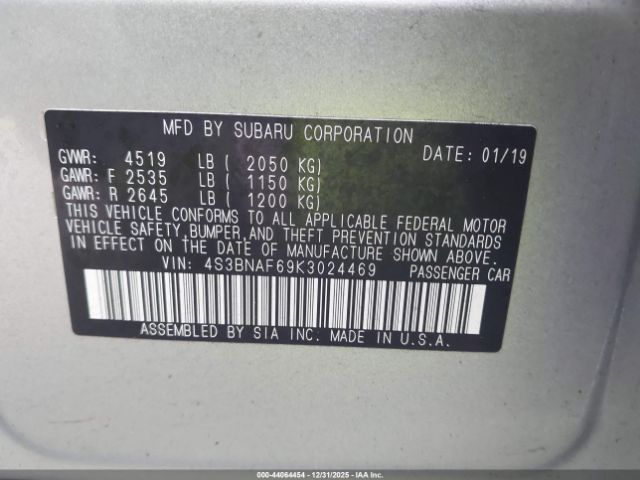 MFD BY SUBARU CORPORATION
GVWR: 4519 LB ( 2050 KG) DATE: 01/19
GAWR: F 2535 LB ( 1150 KG)
GAWR: R 2645 LB ( 1200 KG)
THIS VEHICLE CONFORMS TO ALL APPLICABLE FEDERAL MOTOR
VEHICLE SAFETY, BUMPER, AND THEFT PREVENTION STANDARDS
IN EFFECT ON THE DATE OF MANUFACTURE SHOWN ABOVE.
VIN: 4S3BNAF69K3024469 PASSENGER CAR
ASSEMBLED BY SIA INC. MADE IN U.S.A.
000-44064454 - 12/31/2025 - IAAI, Inc.